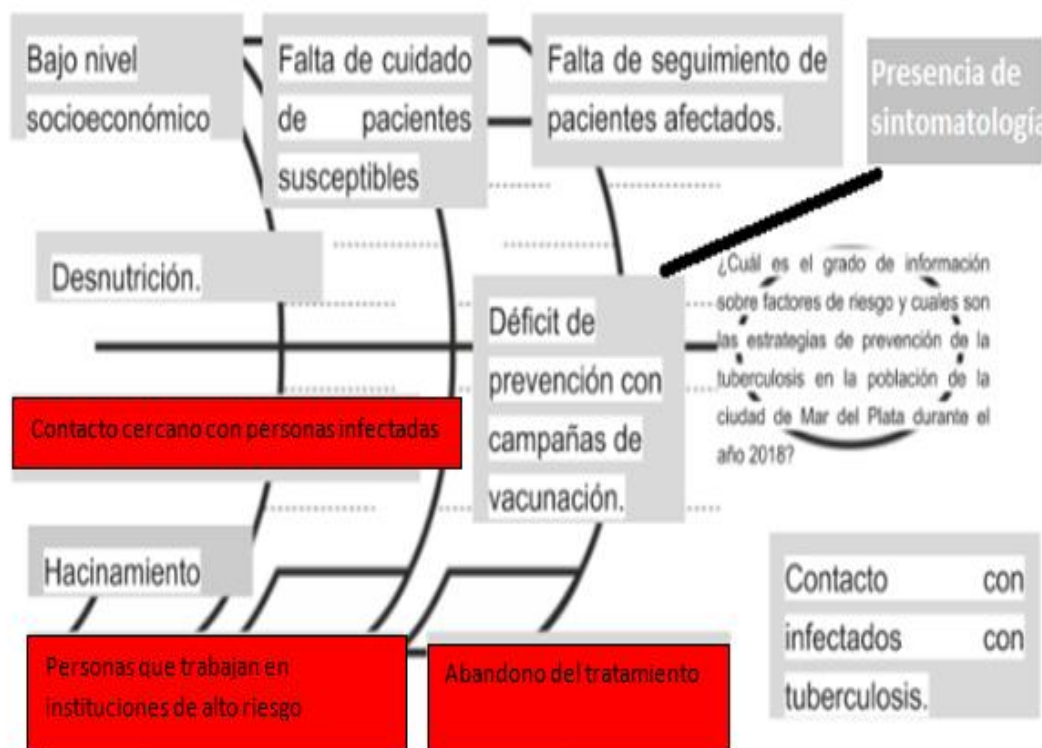 Bajo nivel
socioeconómico
Falta de cuidado
de pacientes
susceptibles
Falta de seguimiento de
pacientes afectados.
Presencia de
sintomatología
Desnutrición.
Déficit de
prevención con
campañas de
vacunación.
¿Cuál es el grado de información
sobre factores de riesgo y cuales son
las estrategias de prevención de la
tuberculosis en la población de la
ciudad de Mar del Plata durante el
año 2018?
Contacto cercano con personas infectadas
Hacinamiento
Contacto con
infectados con
tuberculosis.
Personas que trabajan en
instituciones de alto riesgo
Abandono del tratamiento